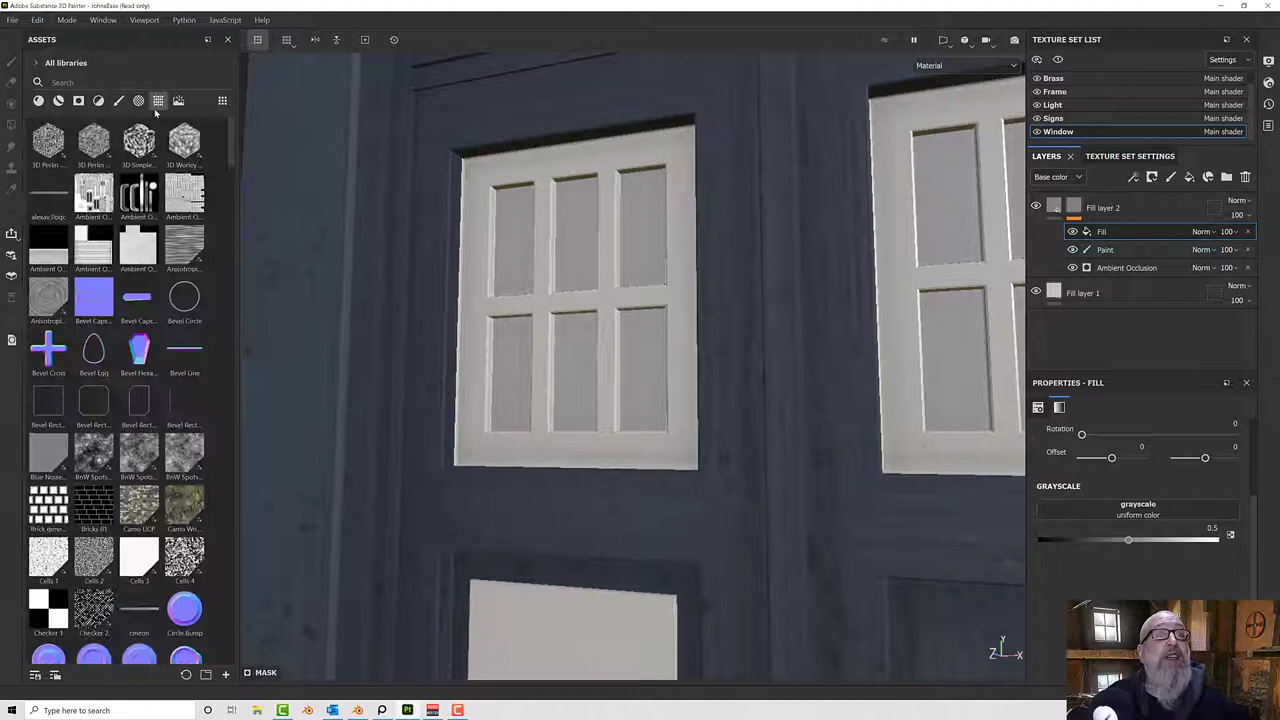 Adobe Substance 3D Painter - JohnsBase (Read only)
File Edit Mode Window Viewport Python JavaScript Help
ASSETS
All libraries
Search
3D Perlin ... 3D Perlin ... 3D Simple... 3D Worley ...
Ambient O... Ambient O... Ambient O...
Ambient O... Ambient O... Ambient O... Anisotropi...
Anisotropi... Bevel Caps... Bevel Caps... Bevel Circle
Bevel Cross Bevel Egg Bevel Hexa... Bevel Line
Bevel Rect... Bevel Rect... Bevel Rect... Bevel Rect...
Blue Noise... BnW Spots... BnW Spots... BnW Spots...
Brick gene... Bricks 01 Camo UCP Camo Wo...
Cells 1 Cells 2 Cells 3 Cells 4
Checker 1 Checker 2 Circle Bump
Material
MASK
Y
Z X
TEXTURE SET LIST
Settings
Brass Main shader
Frame Main shader
Light Main shader
Signs Main shader
Window Main shader
LAYERS TEXTURE SET SETTINGS
Base color
Fill layer 2 Norm
100
Fill Norm 100
Paint Norm 100
Ambient Occlusion Norm 100
Fill layer 1 Norm
100
PROPERTIES - FILL
Rotation 0
Offset 0 0
GRAYSCALE
grayscale
uniform color
0.5
Type here to search